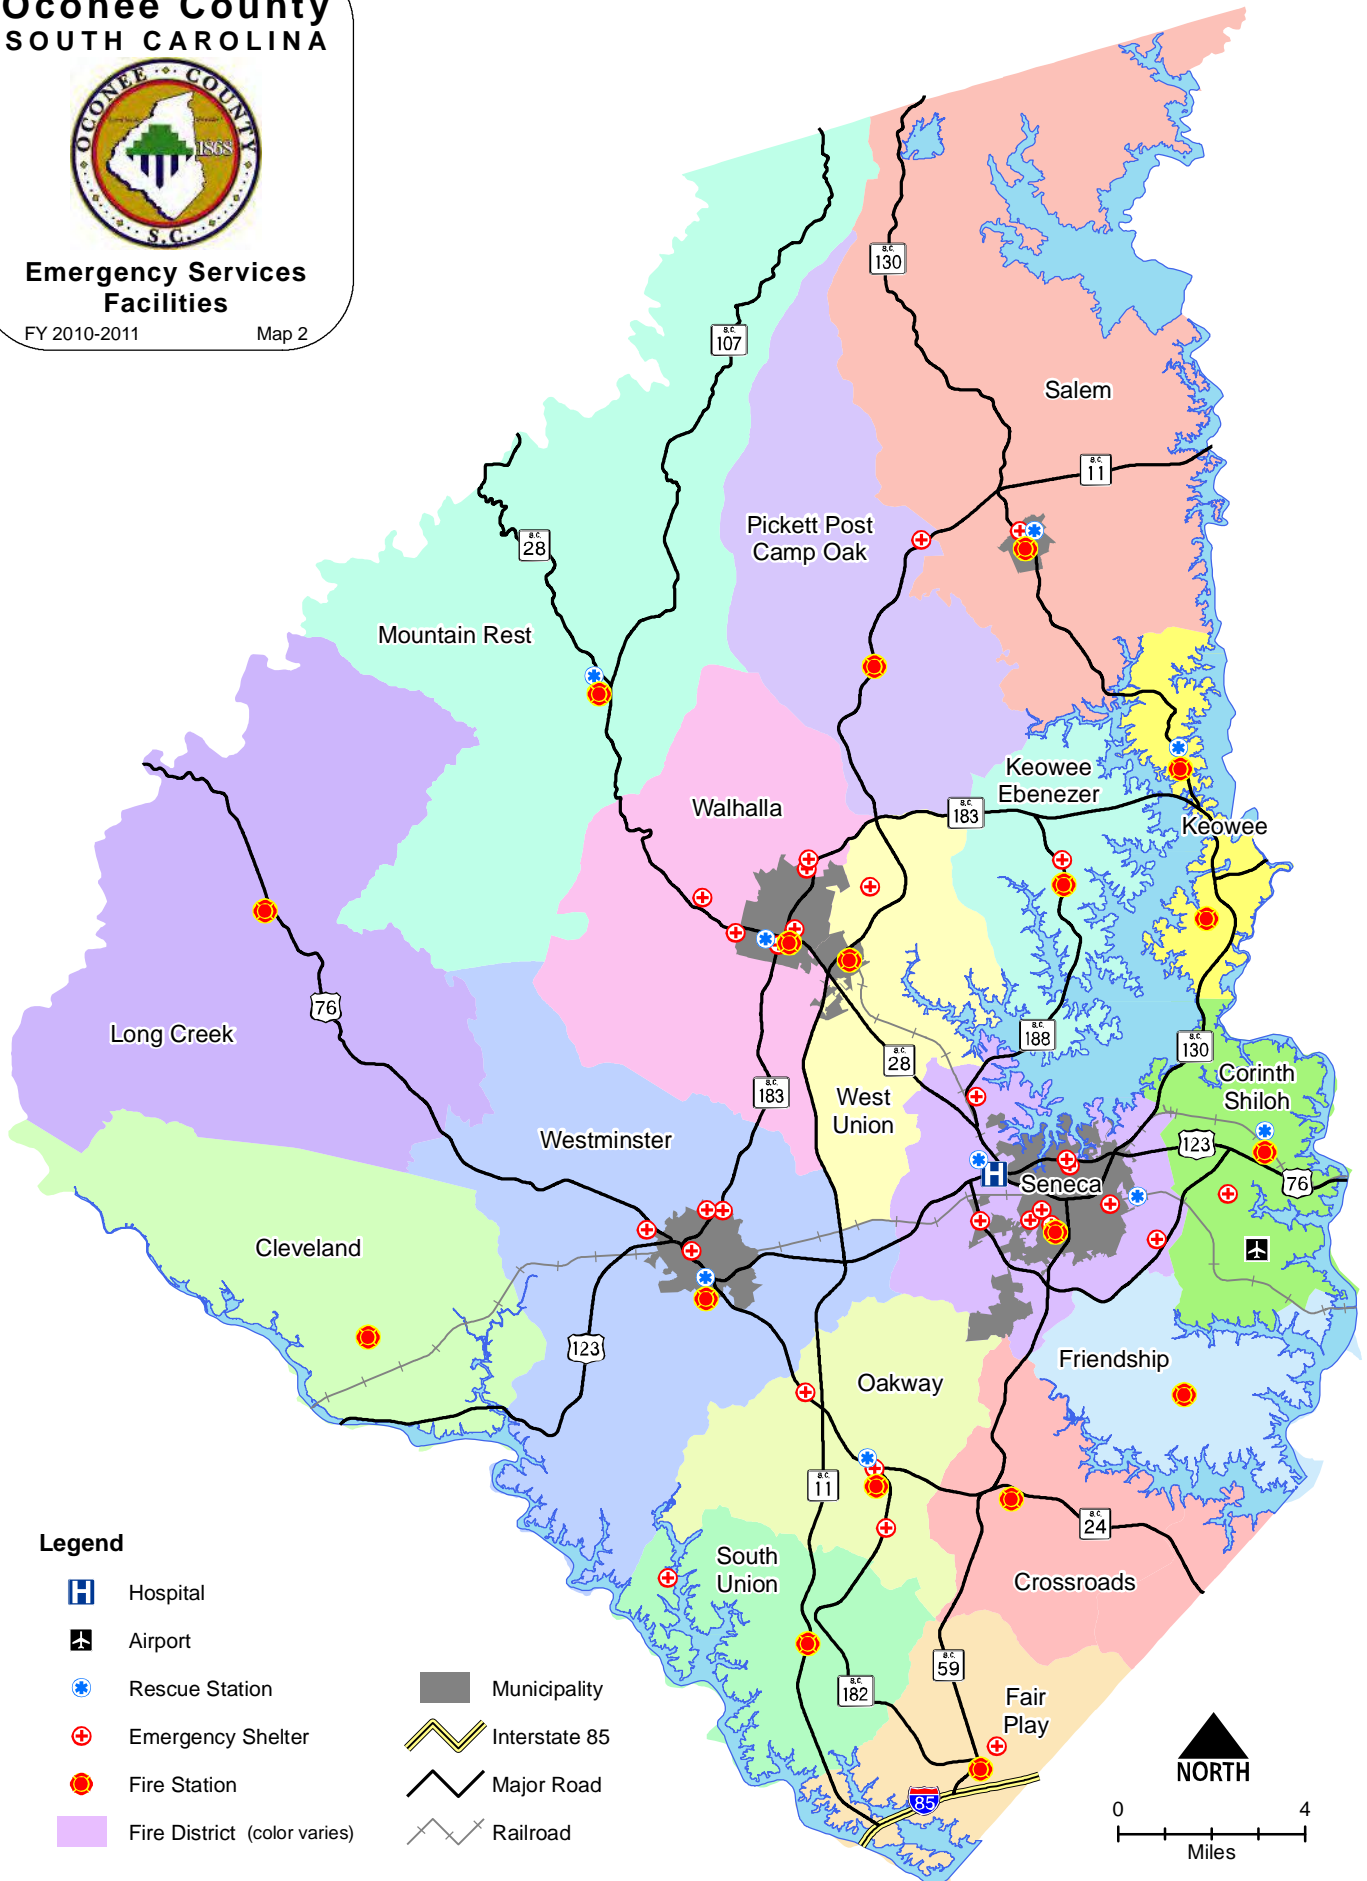 Oconee County
SOUTH CAROLINA
OCONEE COUNTY
1868
S.C.
Emergency Services
Facilities
FY 2010-2011 Map 2
S.C.
130
S.C.
107
Salem
S.C.
11
Pickett Post
Camp Oak
S.C.
28
Mountain Rest
Keowee
Ebenezer
Walhalla
S.C.
183
Keowee
76
Long Creek
S.C.
188
S.C.
130
S.C.
28
Corinth
Shiloh
S.C.
183
West
Union
Westminster
123
Seneca
76
Cleveland
123
Friendship
Oakway
S.C.
11
S.C.
24
South
Union
Crossroads
S.C.
59
S.C.
182
Fair
Play
85
Legend
Hospital
Airport
Rescue Station
Emergency Shelter
Fire Station
Fire District (color varies)
Municipality
Interstate 85
Major Road
Railroad
NORTH
0 4
Miles